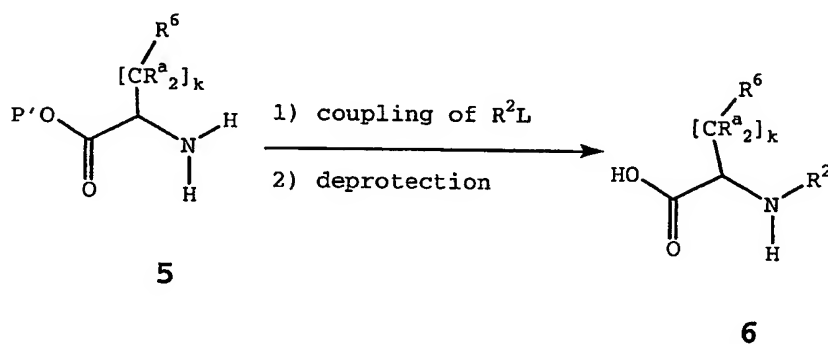 R⁶
[CRᵃ₂]ₖ
P'O
N
H
H
O
5
1) coupling of R²L
2) deprotection
R⁶
[CRᵃ₂]ₖ
HO
N
R²
H
O
6